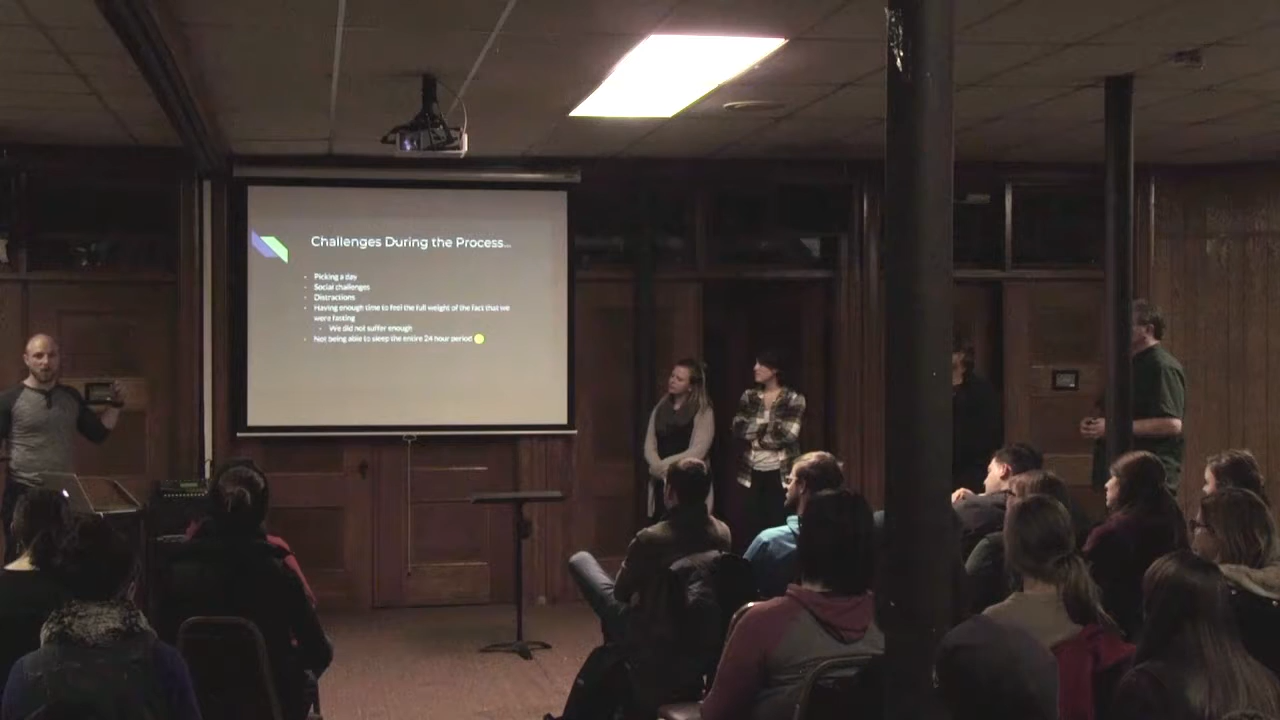 Challenges During the Process...
- Picking a day
- Social challenges
- Distractions
- Having enough time to feel the full weight of the fact that we
were fasting
- We did not suffer enough
- Not being able to sleep the entire 24 hour period